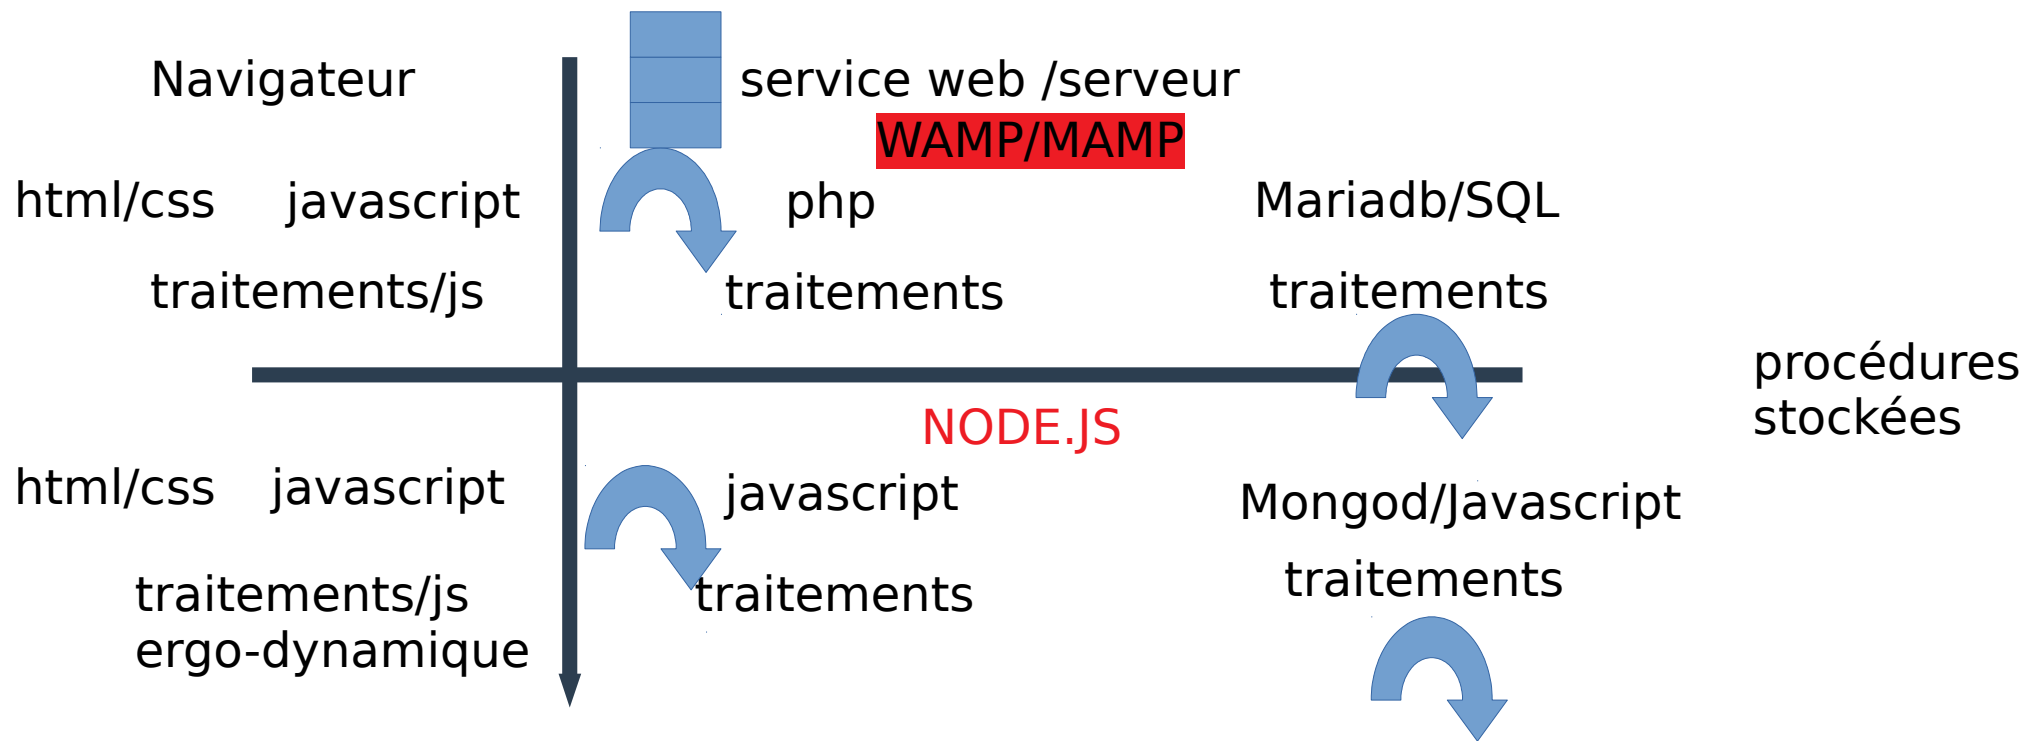 Navigateur
service web /serveur
WAMP/MAMP
html/css
javascript
php
Mariadb/SQL
traitements/js
traitements
traitements
procédures
stockées
NODE.JS
html/css
javascript
javascript
Mongod/Javascript
traitements/js
ergo-dynamique
traitements
traitements